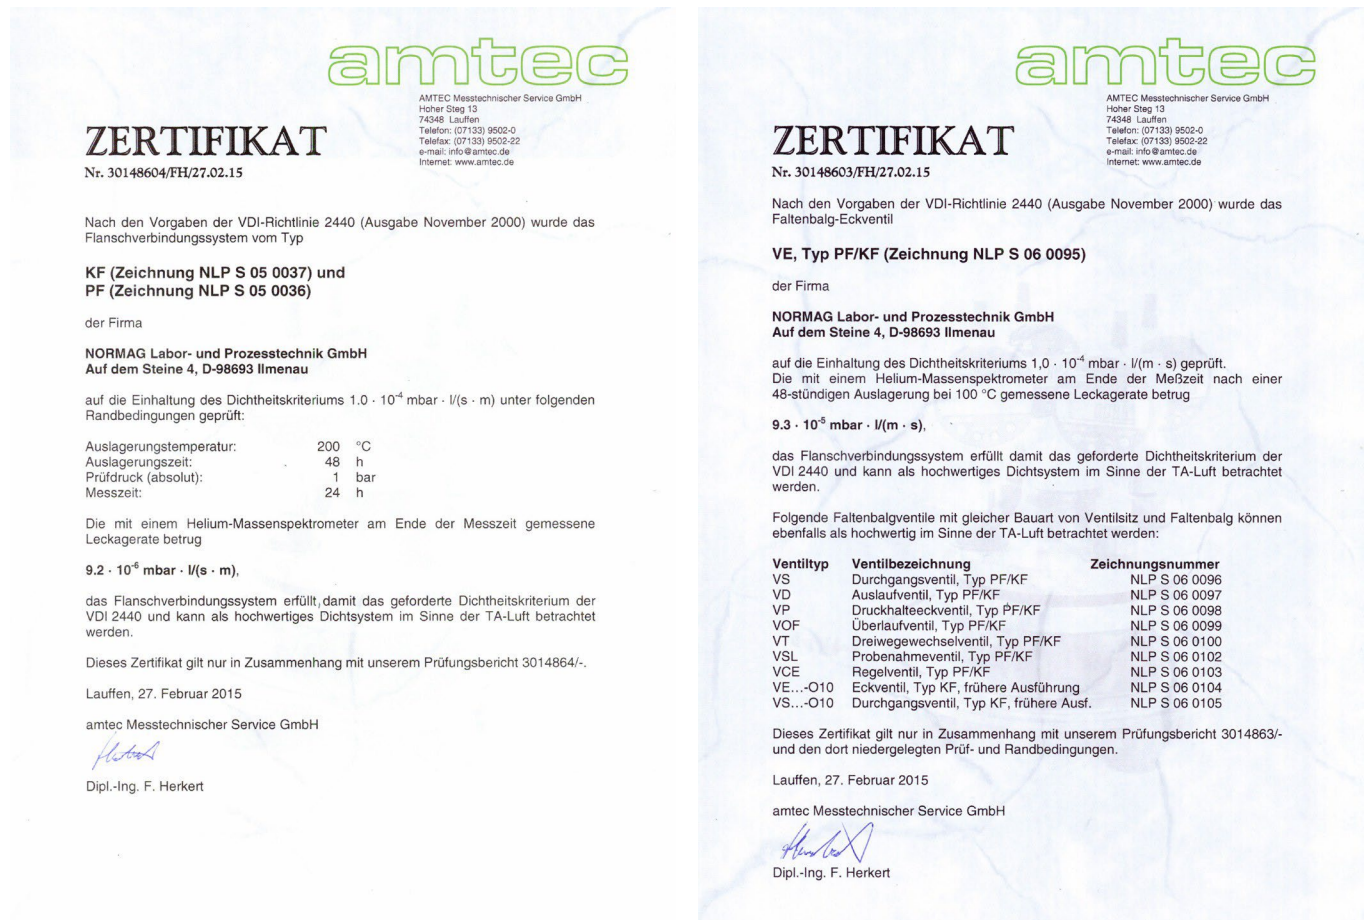 amtec
AMTEC Messtechnischer Service GmbH
Hoher Steg 13
74348 Lauffen
Telefon: (07133) 9502-0
Telefax: (07133) 9502-22
e-mail: info@amtec.de
Internet: www.amtec.de
ZERTIFIKAT
Nr. 30148604/FH/27.02.15
Nach den Vorgaben der VDI-Richtlinie 2440 (Ausgabe November 2000) wurde das
Flanschverbindungssystem vom Typ
KF (Zeichnung NLP S 05 0037) und
PF (Zeichnung NLP S 05 0036)
der Firma
NORMAG Labor- und Prozesstechnik GmbH
Auf dem Steine 4, D-98693 Ilmenau
auf die Einhaltung des Dichtheitskriteriums 1.0 · 10⁻⁴ mbar · l/(s · m) unter folgenden
Randbedingungen geprüft:
Auslagerungstemperatur: 200 °C
Auslagerungszeit: 48 h
Prüfdruck (absolut): 1 bar
Messzeit: 24 h
Die mit einem Helium-Massenspektrometer am Ende der Messzeit gemessene
Leckagerate betrug
9.2 · 10⁻⁶ mbar · l/(s · m),
das Flanschverbindungssystem erfüllt damit das geforderte Dichtheitskriterium der
VDI 2440 und kann als hochwertiges Dichtsystem im Sinne der TA-Luft betrachtet
werden.
Dieses Zertifikat gilt nur in Zusammenhang mit unserem Prüfungsbericht 3014864/-.
Lauffen, 27. Februar 2015
amtec Messtechnischer Service GmbH
Dipl.-Ing. F. Herkert
amtec
AMTEC Messtechnischer Service GmbH
Hoher Steg 13
74348 Lauffen
Telefon: (07133) 9502-0
Telefax: (07133) 9502-22
e-mail: info@amtec.de
Internet: www.amtec.de
ZERTIFIKAT
Nr. 30148603/FH/27.02.15
Nach den Vorgaben der VDI-Richtlinie 2440 (Ausgabe November 2000) wurde das
Faltenbalg-Eckventil
VE, Typ PF/KF (Zeichnung NLP S 06 0095)
der Firma
NORMAG Labor- und Prozesstechnik GmbH
Auf dem Steine 4, D-98693 Ilmenau
auf die Einhaltung des Dichtheitskriteriums 1,0 · 10⁻⁴ mbar · l/(m · s) geprüft.
Die mit einem Helium-Massenspektrometer am Ende der Meßzeit nach einer
48-stündigen Auslagerung bei 100 °C gemessene Leckagerate betrug
9.3 · 10⁻⁵ mbar · l/(m · s),
das Flanschverbindungssystem erfüllt damit das geforderte Dichtheitskriterium der
VDI 2440 und kann als hochwertiges Dichtsystem im Sinne der TA-Luft betrachtet
werden.
Folgende Faltenbalgventile mit gleicher Bauart von Ventilsitz und Faltenbalg können
ebenfalls als hochwertig im Sinne der TA-Luft betrachtet werden:
Ventiltyp Ventilbezeichnung Zeichnungsnummer
VS Durchgangsventil, Typ PF/KF NLP S 06 0096
VD Auslaufventil, Typ PF/KF NLP S 06 0097
VP Druckhalteeckventil, Typ PF/KF NLP S 06 0098
VOF Überlaufventil, Typ PF/KF NLP S 06 0099
VT Dreiwegewechselventil, Typ PF/KF NLP S 06 0100
VSL Probenahmeventil, Typ PF/KF NLP S 06 0102
VCE Regelventil, Typ PF/KF NLP S 06 0103
VE...-O10 Eckventil, Typ KF, frühere Ausführung NLP S 06 0104
VS...-O10 Durchgangsventil, Typ KF, frühere Ausf. NLP S 06 0105
Dieses Zertifikat gilt nur in Zusammenhang mit unserem Prüfungsbericht 3014863/-
und den dort niedergelegten Prüf- und Randbedingungen.
Lauffen, 27. Februar 2015
amtec Messtechnischer Service GmbH
Dipl.-Ing. F. Herkert